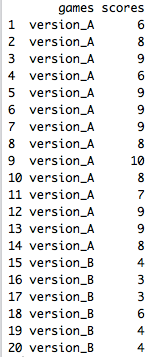 games scores
1 version_A 6
2 version_A 8
3 version_A 9
4 version_A 6
5 version_A 9
6 version_A 9
7 version_A 9
8 version_A 8
9 version_A 10
10 version_A 8
11 version_A 7
12 version_A 9
13 version_A 9
14 version_A 8
15 version_B 4
16 version_B 3
17 version_B 3
18 version_B 6
19 version_B 4
20 version_B 4